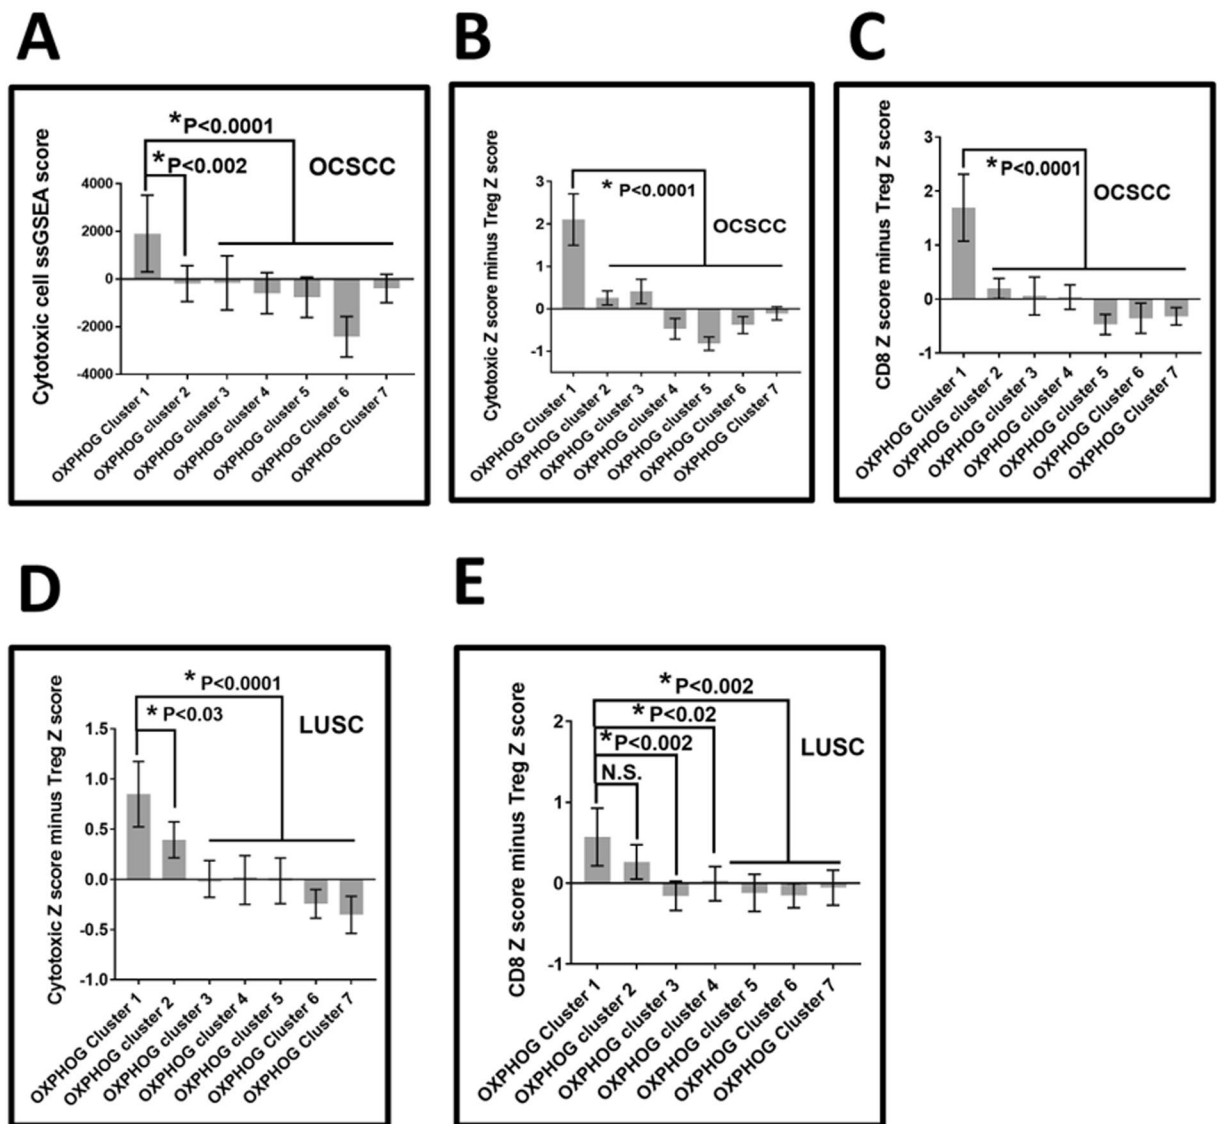 A
Cytotoxic cell ssGSEA score
*P<0.0001
*P<0.002
OCSCC
4000
2000
0
-2000
-4000
OXPHOG Cluster 1
OXPHOG cluster 2
OXPHOG cluster 3
OXPHOG cluster 4
OXPHOG cluster 5
OXPHOG Cluster 6
OXPHOG Cluster 7
B
Cytotoxic Z score minus Treg Z score
* P<0.0001
OCSCC
3
2
1
0
-1
OXPHOG Cluster 1
OXPHOG cluster 2
OXPHOG cluster 3
OXPHOG cluster 4
OXPHOG cluster 5
OXPHOG Cluster 6
OXPHOG Cluster 7
C
CD8 Z score minus Treg Z score
* P<0.0001
OCSCC
3
2
1
0
-1
OXPHOG Cluster 1
OXPHOG cluster 2
OXPHOG cluster 3
OXPHOG cluster 4
OXPHOG cluster 5
OXPHOG Cluster 6
OXPHOG Cluster 7
D
Cytotoxic Z score minus Treg Z score
* P<0.0001
* P<0.03
LUSC
1.5
1.0
0.5
0.0
-0.5
-1.0
OXPHOG Cluster 1
OXPHOG cluster 2
OXPHOG cluster 3
OXPHOG cluster 4
OXPHOG cluster 5
OXPHOG Cluster 6
OXPHOG Cluster 7
E
CD8 Z score minus Treg Z score
* P<0.002
* P<0.02
*P<0.002
N.S.
LUSC
2
1
0
-1
OXPHOG Cluster 1
OXPHOG cluster 2
OXPHOG cluster 3
OXPHOG cluster 4
OXPHOG cluster 5
OXPHOG Cluster 6
OXPHOG Cluster 7